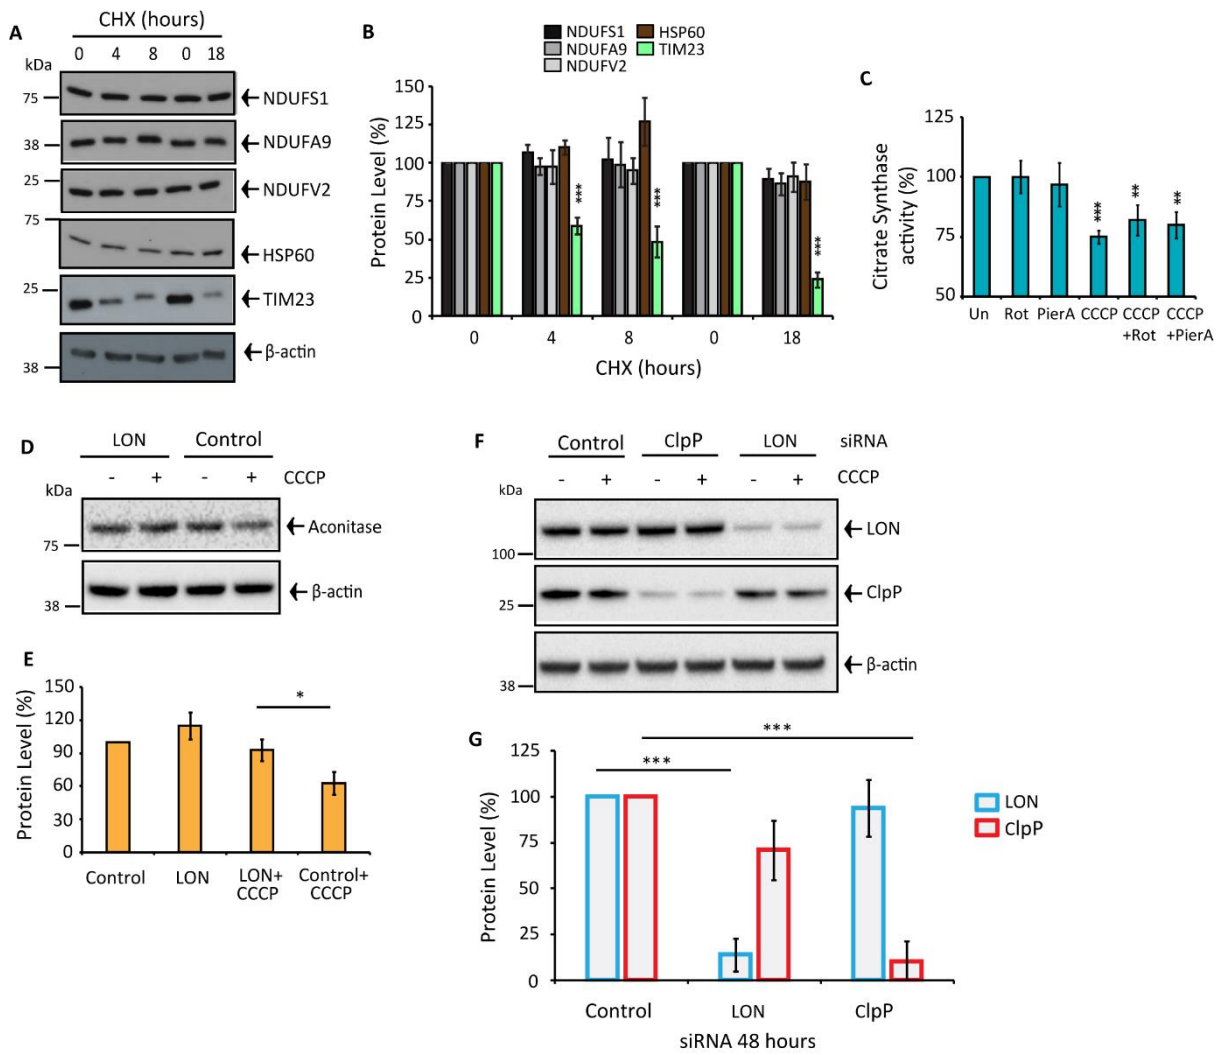 A
CHX (hours)
0 4 8 0 18
kDa
75
NDUFS1
38
NDUFA9
25
NDUFV2
75
HSP60
25
TIM23
38
β-actin
B
NDUFS1 HSP60
NDUFA9 TIM23
NDUFV2
Protein Level (%)
150
125
100
75
50
25
0
*** *** ***
0 4 8 0 18
CHX (hours)
C
Citrate Synthase
activity (%)
125
100
75
50
*** ** **
Un Rot PierA CCCP CCCP CCCP
+Rot +PierA
D
LON Control
- + - + CCCP
kDa
75
Aconitase
38
β-actin
E
Protein Level (%)
150
120
90
60
30
0
*
Control LON LON+ Control+
CCCP CCCP
F
Control ClpP LON siRNA
- + - + - + CCCP
kDa
100
LON
25
ClpP
38
β-actin
G
Protein Level (%)
125
100
75
50
25
0
***
***
LON
ClpP
Control LON ClpP
siRNA 48 hours